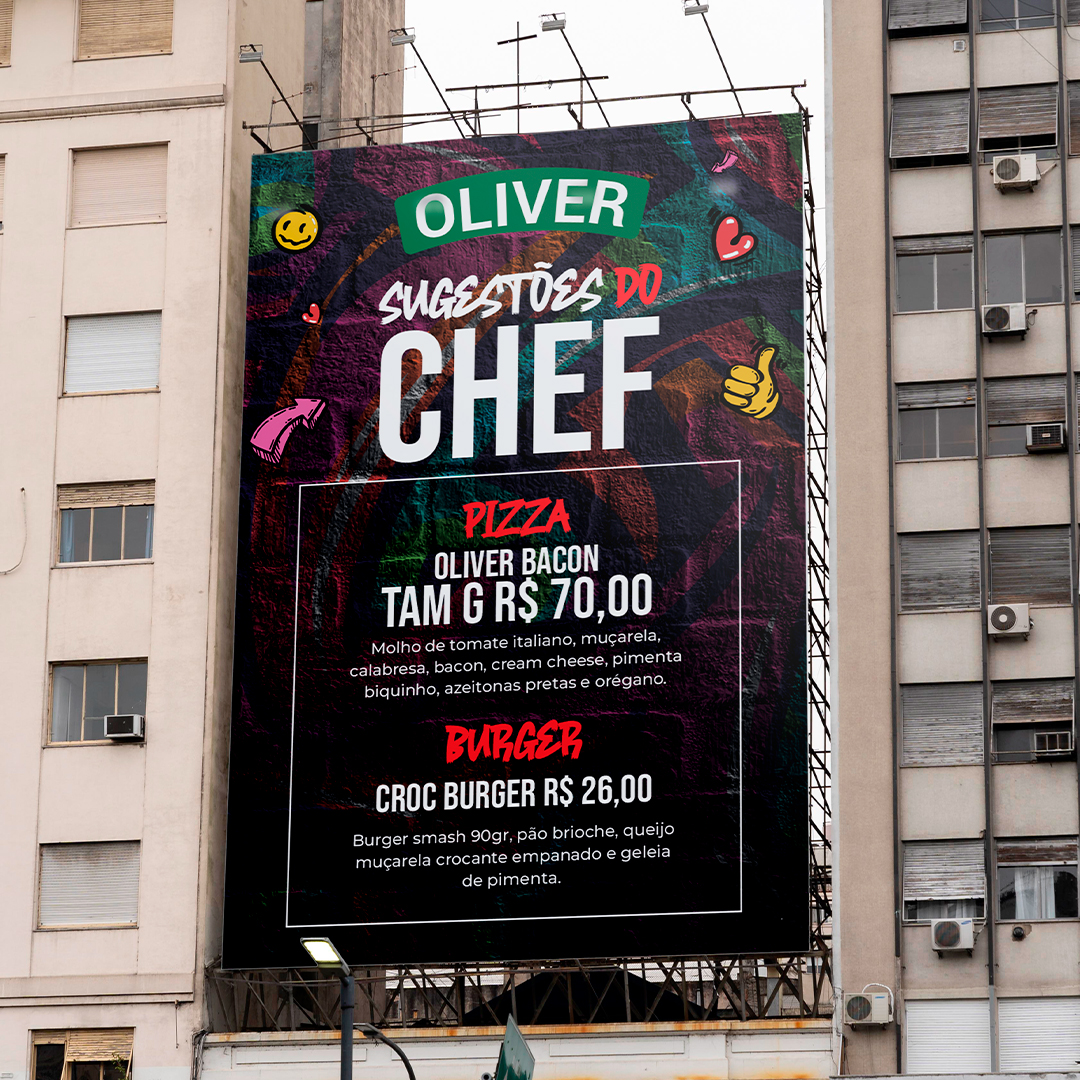 OLIVER
SUGESTÕES DO
CHEF
PIZZA
OLIVER BACON
TAM G R$ 70,00
Molho de tomate italiano, muçarela,
calabresa, bacon, cream cheese, pimenta
biquinho, azeitonas pretas e orégano.
BURGER
CROC BURGER R$ 26,00
Burger smash 90gr, pão brioche, queijo
muçarela crocante empanado e geleia
de pimenta.